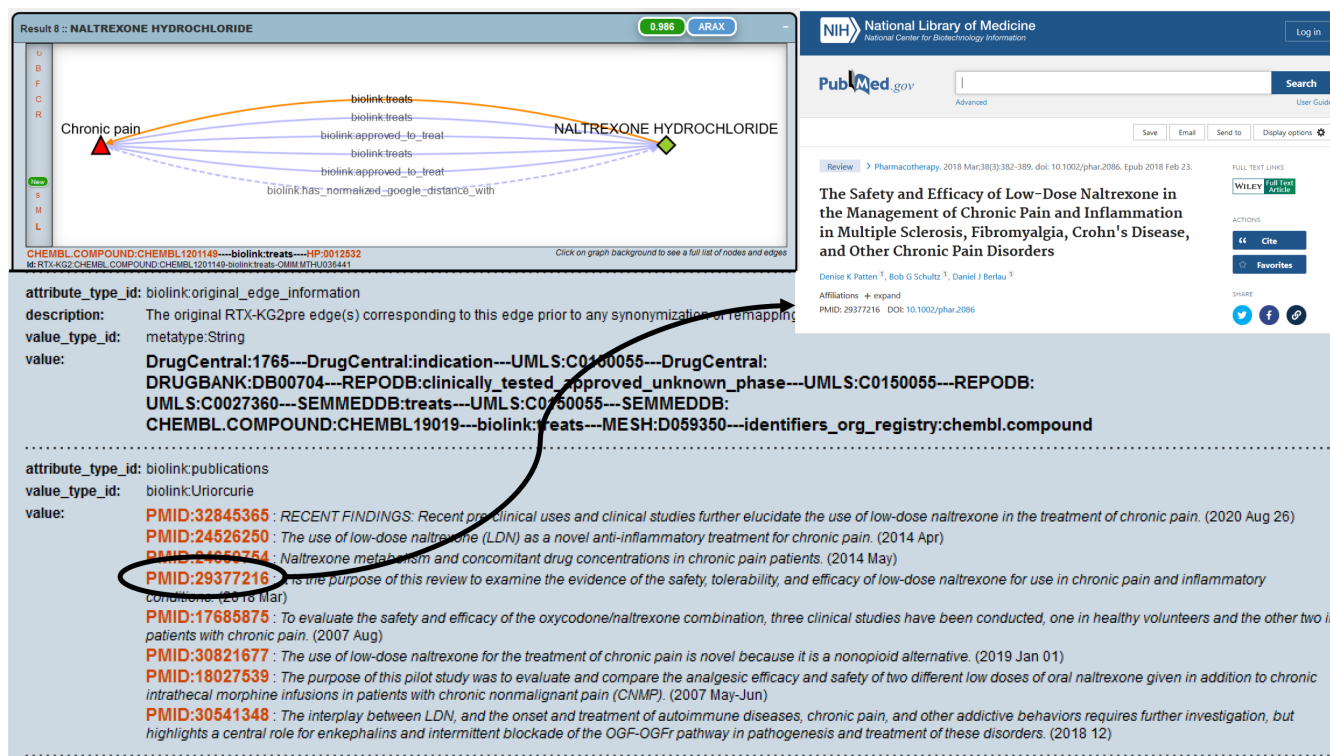 Result 8 :: NALTREXONE HYDROCHLORIDE
0.986
ARAX
–
B
F
C
R
New
s
M
L
biolink:treats
biolink:treats
biolink:approved_to_treat
biolink:treats
biolink:approved_to_treat
biolink:has_normalized_google_distance_with
Chronic pain
NALTREXONE HYDROCHLORIDE
CHEMBL.COMPOUND:CHEMBL1201149----biolink:treats----HP:0012532
Click on graph background to see a full list of nodes and edges
Id: RTX-KG2:CHEMBL.COMPOUND:CHEMBL1201149-biolink:treats-OMIM:MTHU036441
NIH
National Library of Medicine
National Center for Biotechnology Information
Log in
PubMed.gov
Search
Advanced
User Guide
Save
Email
Send to
Display options
Review
> Pharmacotherapy. 2018 Mar;38(3):382-389. doi: 10.1002/phar.2086. Epub 2018 Feb 23.
The Safety and Efficacy of Low-Dose Naltrexone in
the Management of Chronic Pain and Inflammation
in Multiple Sclerosis, Fibromyalgia, Crohn's Disease,
and Other Chronic Pain Disorders
Denise K Patten 1, Bob G Schultz 1, Daniel J Berlau 1
Affiliations + expand
PMID: 29377216 DOI: 10.1002/phar.2086
FULL TEXT LINKS
WILEY Full Text Article
ACTIONS
Cite
Favorites
SHARE
attribute_type_id: biolink:original_edge_information
description: The original RTX-KG2pre edge(s) corresponding to this edge prior to any synonymization or remapping
value_type_id: metatype:String
value: DrugCentral:1765---DrugCentral:indication---UMLS:C0150055---DrugCentral:
DRUGBANK:DB00704---REPODB:clinically_tested_approved_unknown_phase---UMLS:C0150055---REPODB:
UMLS:C0027360---SEMMEDDB:treats---UMLS:C0150055---SEMMEDDB:
CHEMBL.COMPOUND:CHEMBL19019---biolink:treats---MESH:D059350---identifiers_org_registry:chembl.compound
attribute_type_id: biolink:publications
value_type_id: biolink:Uriorcurie
value: PMID:32845365 : RECENT FINDINGS: Recent pre-clinical uses and clinical studies further elucidate the use of low-dose naltrexone in the treatment of chronic pain. (2020 Aug 26)
PMID:24526250 : The use of low-dose naltrexone (LDN) as a novel anti-inflammatory treatment for chronic pain. (2014 Apr)
: Naltrexone metabolism and concomitant drug concentrations in chronic pain patients. (2014 May)
PMID:29377216 : It is the purpose of this review to examine the evidence of the safety, tolerability, and efficacy of low-dose naltrexone for use in chronic pain and inflammatory
conditions. (2018 Mar)
PMID:17685875 : To evaluate the safety and efficacy of the oxycodone/naltrexone combination, three clinical studies have been conducted, one in healthy volunteers and the other two in
patients with chronic pain. (2007 Aug)
PMID:30821677 : The use of low-dose naltrexone for the treatment of chronic pain is novel because it is a nonopioid alternative. (2019 Jan 01)
PMID:18027539 : The purpose of this pilot study was to evaluate and compare the analgesic efficacy and safety of two different low doses of oral naltrexone given in addition to chronic
intrathecal morphine infusions in patients with chronic nonmalignant pain (CNMP). (2007 May-Jun)
PMID:30541348 : The interplay between LDN, and the onset and treatment of autoimmune diseases, chronic pain, and other addictive behaviors requires further investigation, but
highlights a central role for enkephalins and intermittent blockade of the OGF-OGFr pathway in pathogenesis and treatment of these disorders. (2018 12)